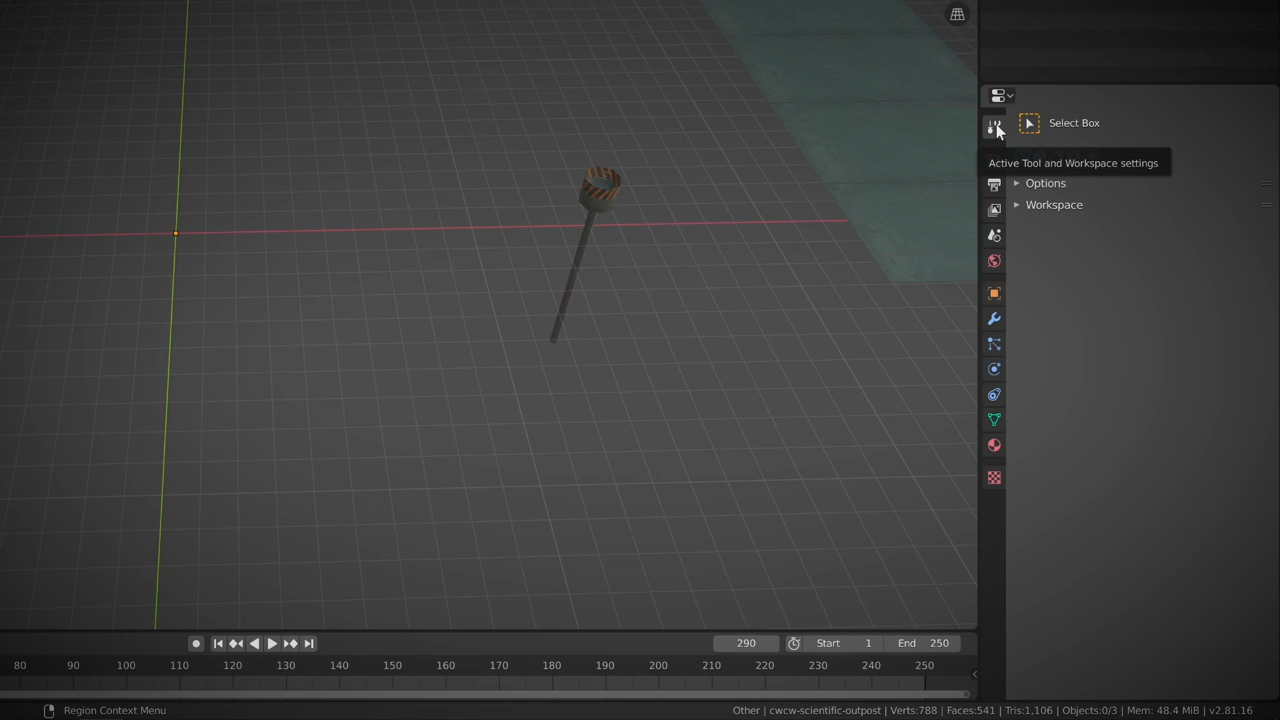 Select Box
Active Tool and Workspace settings
Options
Workspace
290
Start 1
End 250
80 90 100 110 120 130 140 150 160 170 180 190 200 210 220 230 240 250
Region Context Menu
Other | cwcw-scientific-outpost | Verts:788 | Faces:541 | Tris:1,106 | Objects:0/3 | Mem: 48.4 MiB | v2.81.16